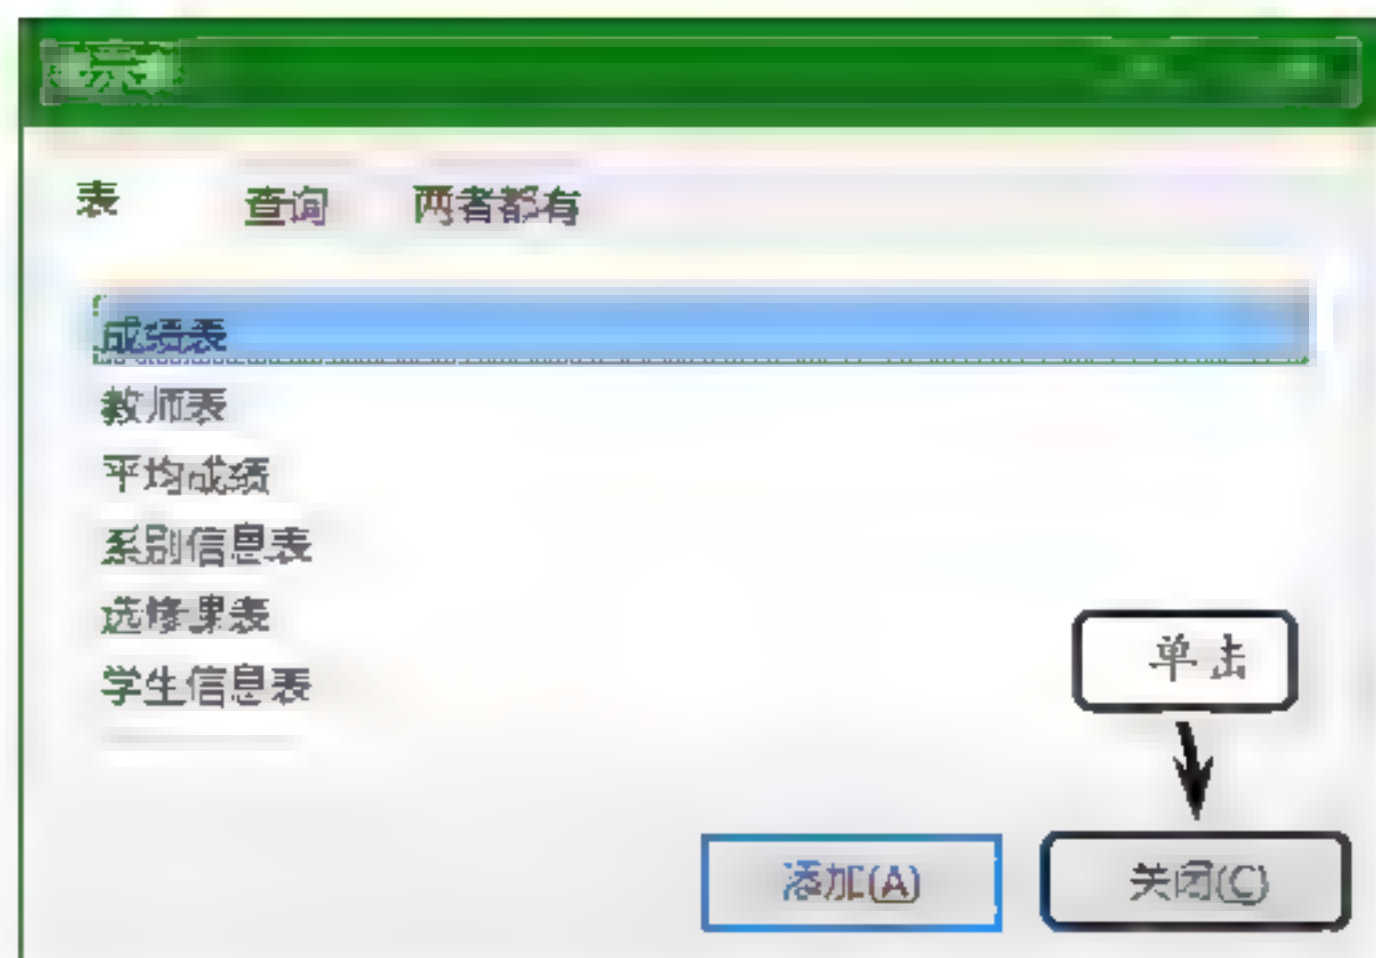 表 查询 两者都有
成绩表
教师表
平均成绩
系别信息表
选修课表
学生信息表
单击
添加(A) 关闭(C)